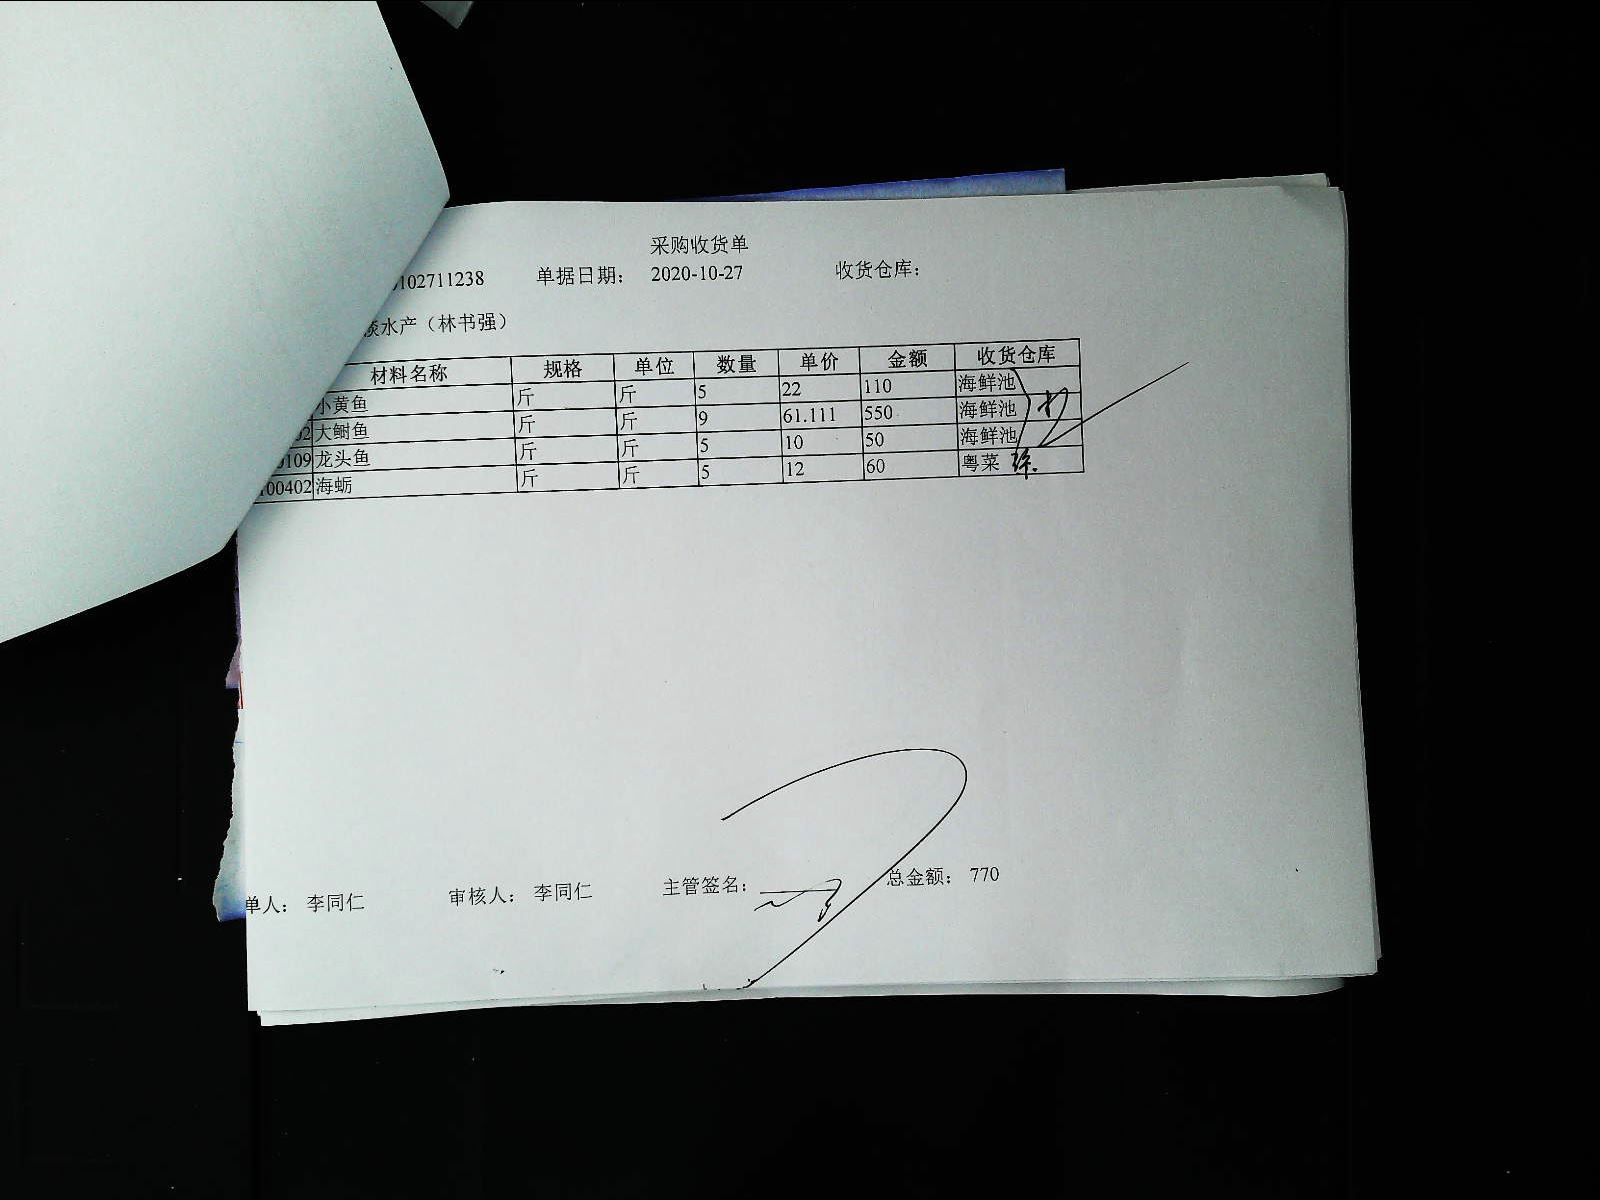 采购收货单
0102711238 单据日期： 2020-10-27 收货仓库：
水产（林书强）
材料名称 规格 单位 数量 单价 金额 收货仓库
小黄鱼 斤 斤 5 22 110 海鲜池
02 大鲥鱼 斤 斤 9 61.111 550 海鲜池
0109 龙头鱼 斤 斤 5 10 50 海鲜池
100402 海蛎 斤 斤 5 12 60 粤菜
单人： 李同仁 审核人： 李同仁 主管签名： 总金额： 770